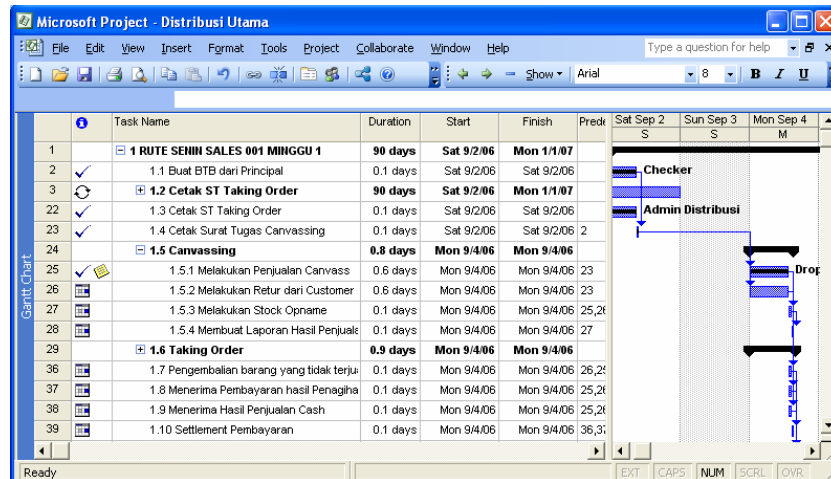 Microsoft Project - Distribusi Utama
File Edit View Insert Format Tools Project Collaborate Window Help Type a question for help
Show Arial 8 B I U
Task Name Duration Start Finish Prede Sat Sep 2 Sun Sep 3 Mon Sep 4
S S M
1 1 RUTE SENIN SALES 001 MINGGU 1 90 days Sat 9/2/06 Mon 1/1/07
2 1.1 Buat BTB dari Principal 0.1 days Sat 9/2/06 Sat 9/2/06 Checker
3 1.2 Cetak ST Taking Order 90 days Sat 9/2/06 Mon 1/1/07
22 1.3 Cetak ST Taking Order 0.1 days Sat 9/2/06 Sat 9/2/06 Admin Distribusi
23 1.4 Cetak Surat Tugas Canvassing 0.1 days Sat 9/2/06 Sat 9/2/06 2
24 1.5 Canvassing 0.8 days Mon 9/4/06 Mon 9/4/06
25 1.5.1 Melakukan Penjualan Canvass 0.6 days Mon 9/4/06 Mon 9/4/06 23 Drop
26 1.5.2 Melakukan Retur dari Customer 0.6 days Mon 9/4/06 Mon 9/4/06 23
27 1.5.3 Melakukan Stock Opname 0.1 days Mon 9/4/06 Mon 9/4/06 25,26
28 1.5.4 Membuat Laporan Hasil Penjuala 0.1 days Mon 9/4/06 Mon 9/4/06 27
29 1.6 Taking Order 0.9 days Mon 9/4/06 Mon 9/4/06
36 1.7 Pengembalian barang yang tidak terju 0.1 days Mon 9/4/06 Mon 9/4/06 26,25
37 1.8 Menerima Pembayaran hasil Penagiha 0.1 days Mon 9/4/06 Mon 9/4/06 25,26
38 1.9 Menerima Hasil Penjualan Cash 0.1 days Mon 9/4/06 Mon 9/4/06 25,26
39 1.10 Settlement Pembayaran 0.1 days Mon 9/4/06 Mon 9/4/06 36,37
Gantt Chart
Ready EXT CAPS NUM SCRL OVR